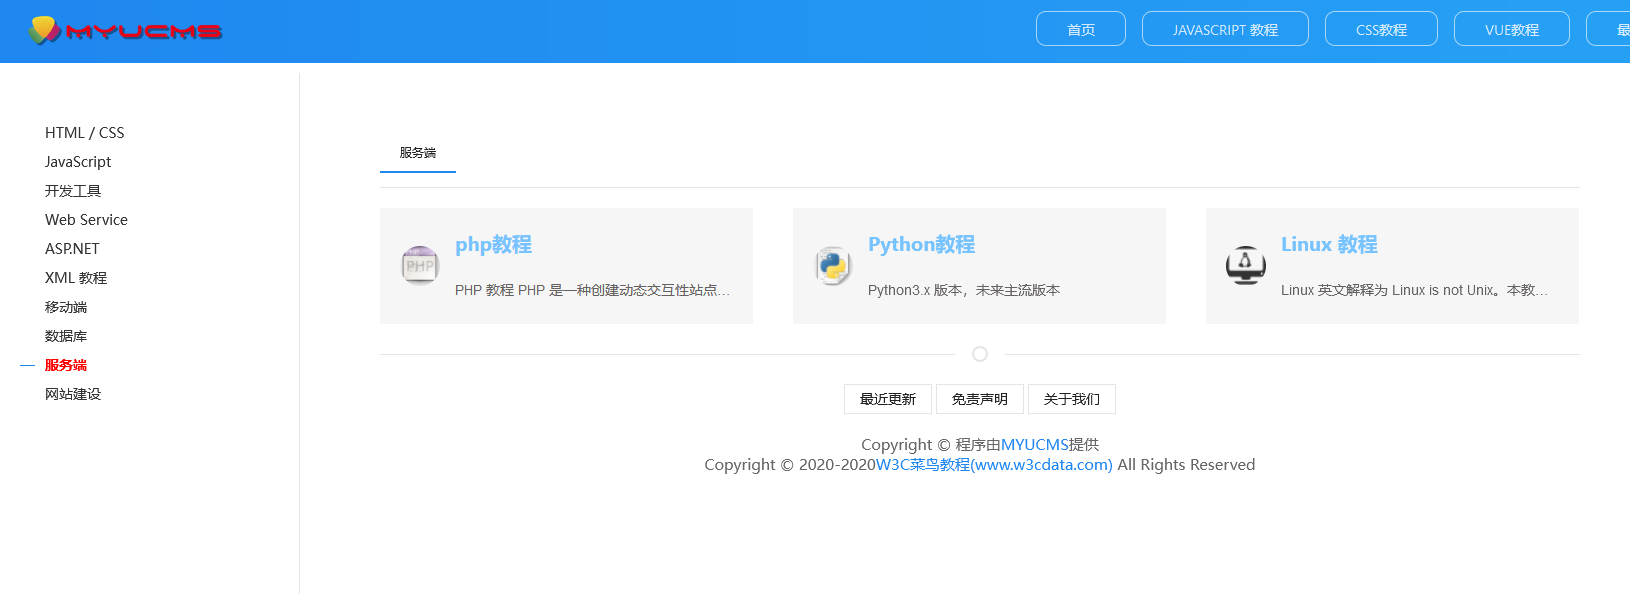 MYUCMS
首页
JAVASCRIPT 教程
CSS教程
VUE教程
最
HTML / CSS
JavaScript
开发工具
Web Service
ASP.NET
XML 教程
移动端
数据库
服务端
网站建设
服务端
PHP
php教程
PHP 教程 PHP 是一种创建动态交互性站点...
Python教程
Python3.x 版本，未来主流版本
Linux 教程
Linux 英文解释为 Linux is not Unix。本教...
最近更新
免责声明
关于我们
Copyright © 程序由MYUCMS提供
Copyright © 2020-2020W3C菜鸟教程(www.w3cdata.com) All Rights Reserved